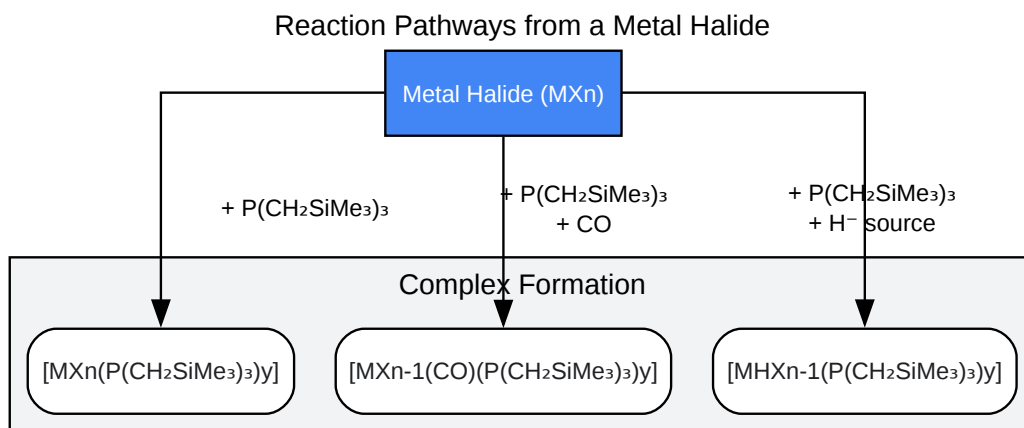 Reaction Pathways from a Metal Halide
Metal Halide (MXn)
+ P(CH₂SiMe₃)₃
+ P(CH₂SiMe₃)₃
+ CO
+ P(CH₂SiMe₃)₃
+ H⁻ source
Complex Formation
[MXn(P(CH₂SiMe₃)₃)y]
[MXn-1(CO)(P(CH₂SiMe₃)₃)y]
[MHXn-1(P(CH₂SiMe₃)₃)y]